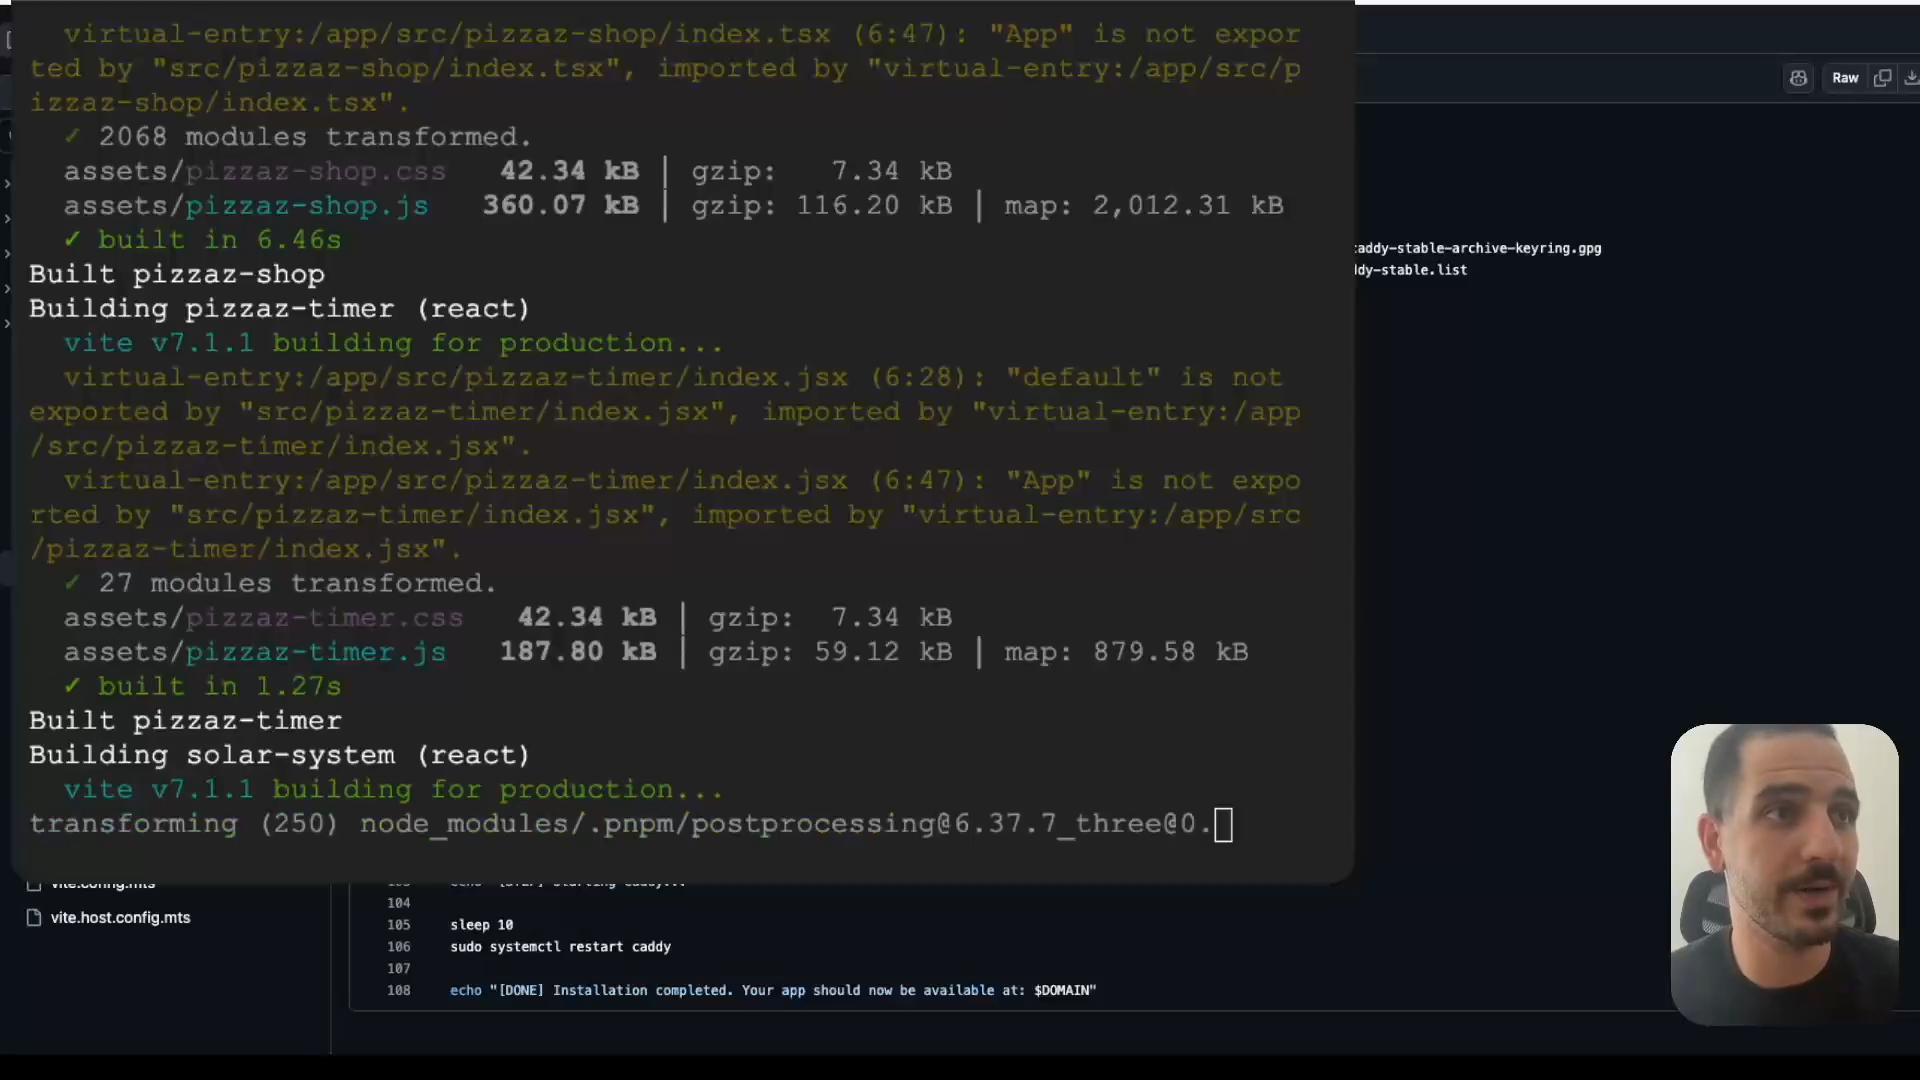 virtual-entry:/app/src/pizzaz-shop/index.tsx (6:47): "App" is not expor
ted by "src/pizzaz-shop/index.tsx", imported by "virtual-entry:/app/src/p
izzaz-shop/index.tsx".
✓ 2068 modules transformed.
assets/pizzaz-shop.css 42.34 kB | gzip: 7.34 kB
assets/pizzaz-shop.js 360.07 kB | gzip: 116.20 kB | map: 2,012.31 kB
✓ built in 6.46s
Built pizzaz-shop
Building pizzaz-timer (react)
vite v7.1.1 building for production...
virtual-entry:/app/src/pizzaz-timer/index.jsx (6:28): "default" is not
exported by "src/pizzaz-timer/index.jsx", imported by "virtual-entry:/app
/src/pizzaz-timer/index.jsx".
virtual-entry:/app/src/pizzaz-timer/index.jsx (6:47): "App" is not expo
rted by "src/pizzaz-timer/index.jsx", imported by "virtual-entry:/app/src
/pizzaz-timer/index.jsx".
✓ 27 modules transformed.
assets/pizzaz-timer.css 42.34 kB | gzip: 7.34 kB
assets/pizzaz-timer.js 187.80 kB | gzip: 59.12 kB | map: 879.58 kB
✓ built in 1.27s
Built pizzaz-timer
Building solar-system (react)
vite v7.1.1 building for production...
transforming (250) node_modules/.pnpm/postprocessing@6.37.7_three@0.
Raw
caddy-stable-archive-keyring.gpg
ddy-stable.list
vite.config.mts
vite.host.config.mts
104
105 sleep 10
106 sudo systemctl restart caddy
107
108 echo "[DONE] Installation completed. Your app should now be available at: $DOMAIN"